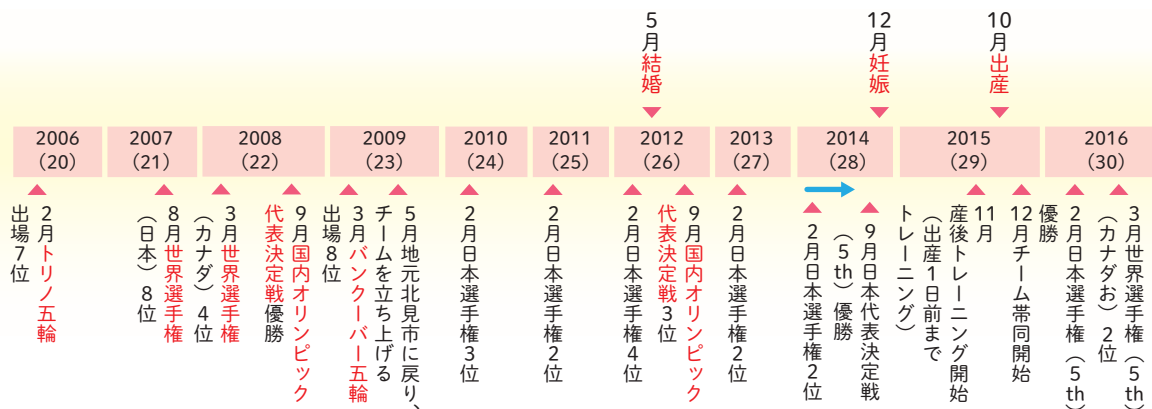 5月結婚
12月妊娠
10月出産
2006
（20）
2007
（21）
2008
（22）
2009
（23）
2010
（24）
2011
（25）
2012
（26）
2013
（27）
2014
（28）
2015
（29）
2016
（30）
2月トリノ五輪
出場7位
8月世界選手権
（日本）8位
3月世界選手権
（カナダ）4位
9月国内オリンピック
代表決定戦優勝
3月バンクーバー五輪
出場8位
5月地元北見市に戻り、
チームを立ち上げる
2月日本選手権3位
2月日本選手権2位
2月日本選手権4位
9月国内オリンピック
代表決定戦3位
2月日本選手権2位
2月日本選手権2位
9月日本代表決定戦
（5th）優勝
11月
産後トレーニング開始
（出産1日前まで
トレーニング）
12月チーム帯同開始
2月日本選手権（5th）
優勝
3月世界選手権（5th）
（カナダお）2位